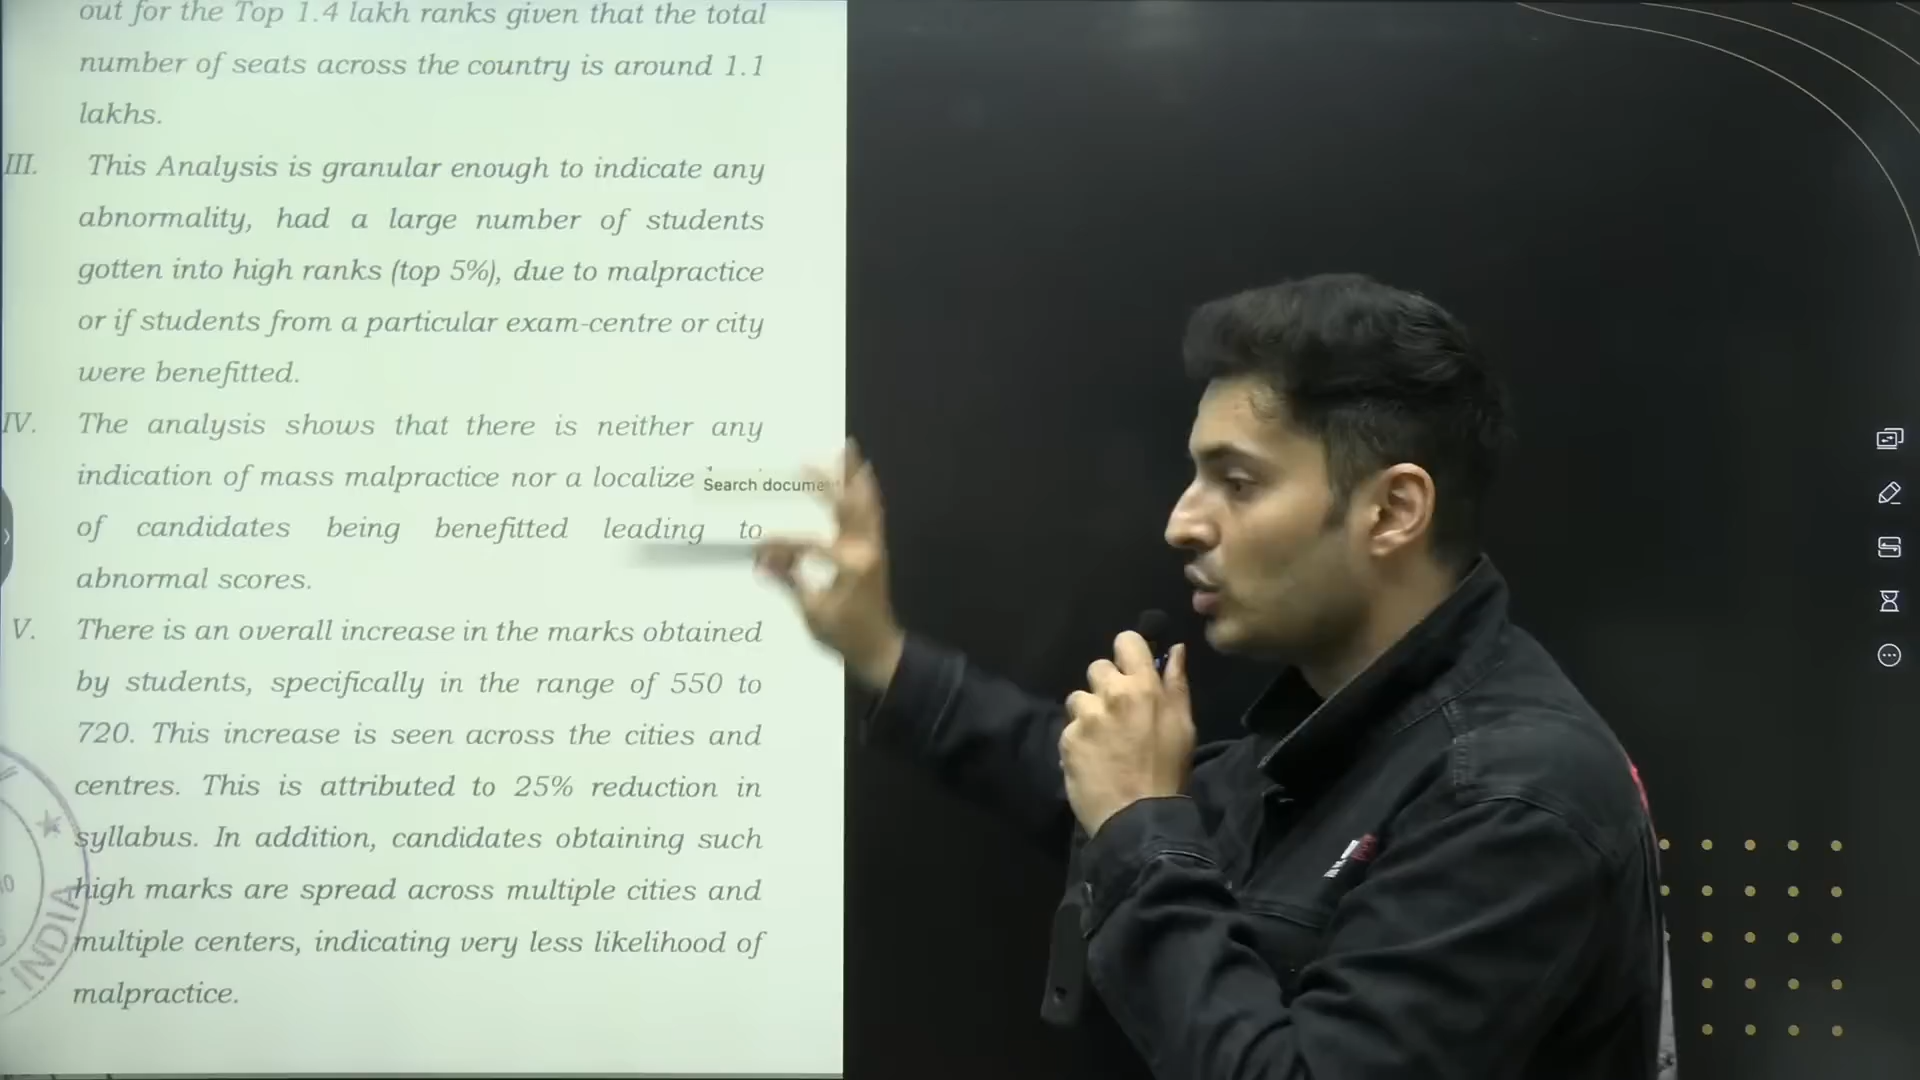 out for the Top 1.4 lakh ranks given that the total
number of seats across the country is around 1.1
lakhs.
III. This Analysis is granular enough to indicate any
abnormality, had a large number of students
gotten into high ranks (top 5%), due to malpractice
or if students from a particular exam-centre or city
were benefitted.
IV. The analysis shows that there is neither any
indication of mass malpractice nor a localize
Search docume
of candidates being benefitted leading to
abnormal scores.
V. There is an overall increase in the marks obtained
by students, specifically in the range of 550 to
720. This increase is seen across the cities and
centres. This is attributed to 25% reduction in
syllabus. In addition, candidates obtaining such
high marks are spread across multiple cities and
multiple centers, indicating very less likelihood of
malpractice.
INDIA